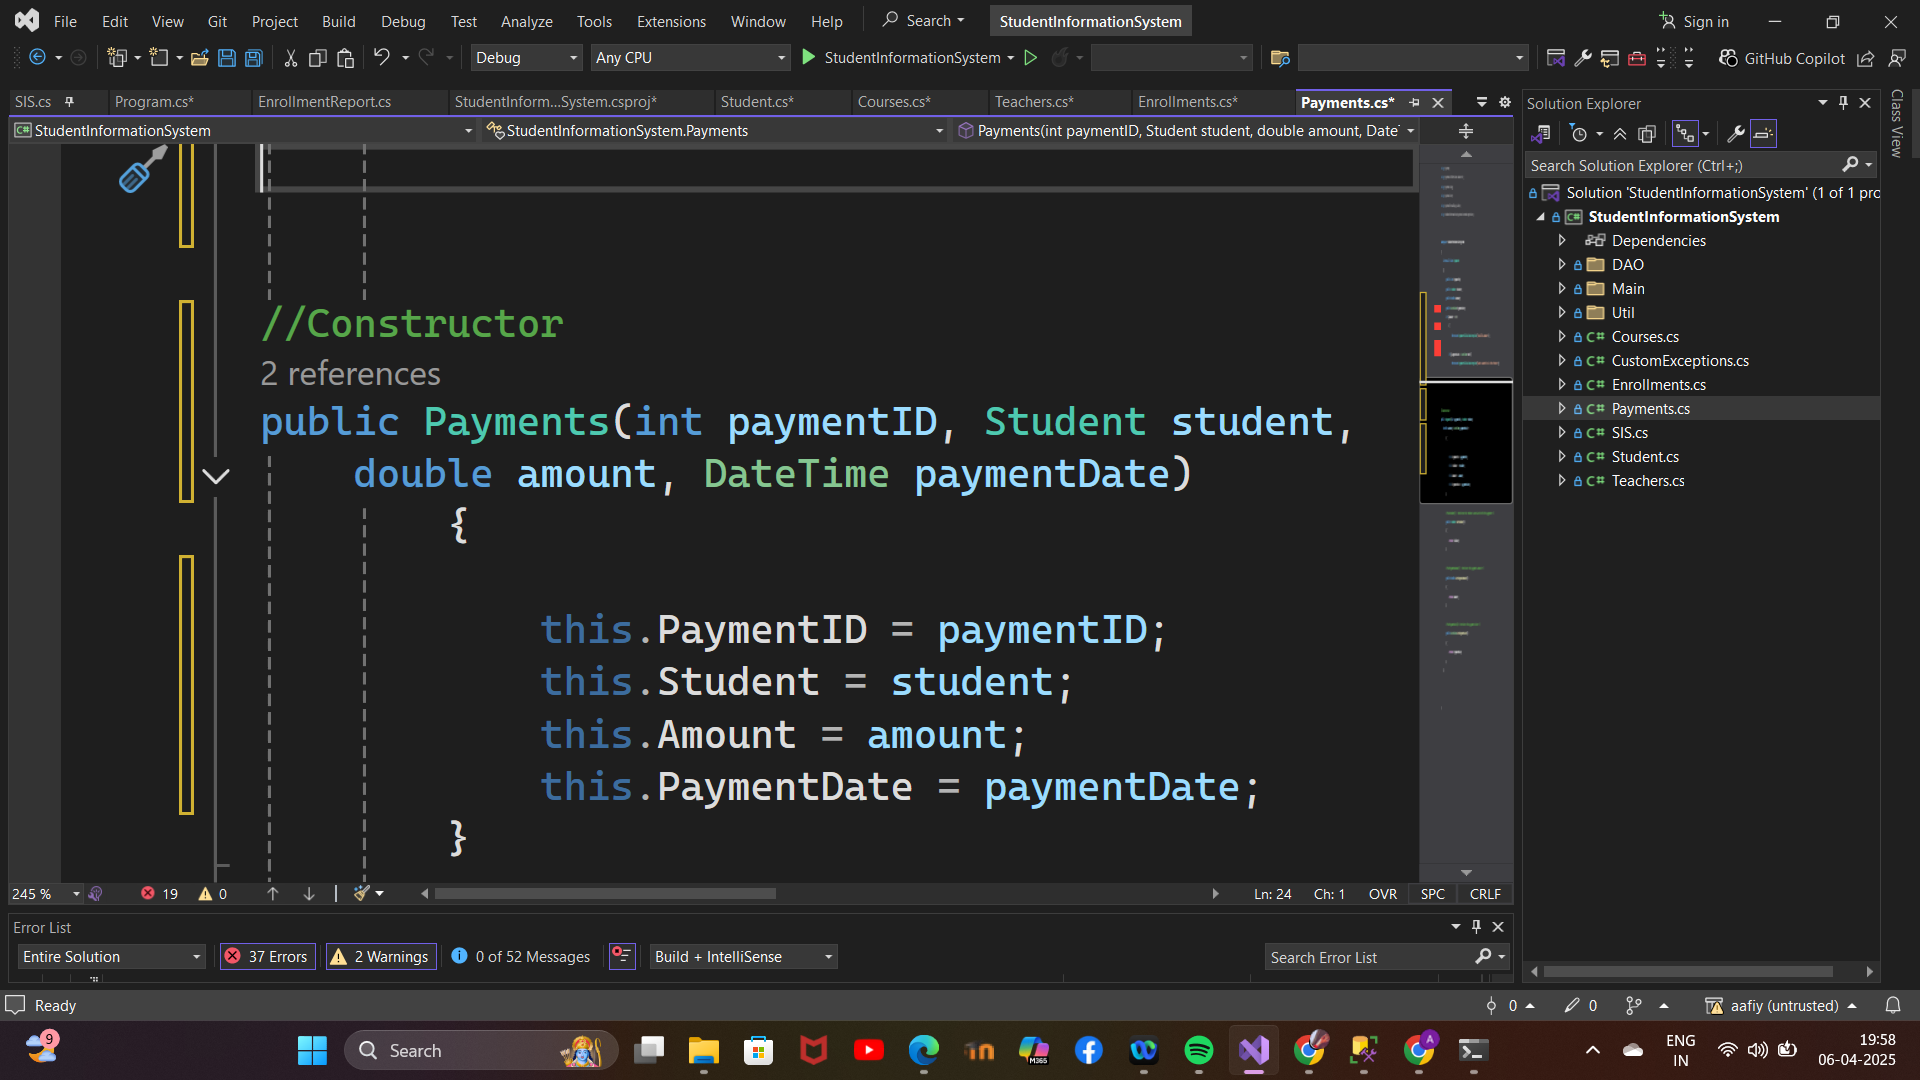 File Edit View Git Project Build Debug Test Analyze Tools Extensions Window Help Search StudentInformationSystem Sign in
Debug Any CPU StudentInformationSystem GitHub Copilot
SIS.cs Program.cs* EnrollmentReport.cs StudentInform...System.csproj* Student.cs* Courses.cs* Teachers.cs* Enrollments.cs* Payments.cs*
StudentInformationSystem StudentInformationSystem.Payments Payments(int paymentID, Student student, double amount, Date
//Constructor
2 references
public Payments(int paymentID, Student student,
double amount, DateTime paymentDate)
{
this.PaymentID = paymentID;
this.Student = student;
this.Amount = amount;
this.PaymentDate = paymentDate;
}
245 % 19 0 Ln: 24 Ch: 1 OVR SPC CRLF
Error List
Entire Solution 37 Errors 2 Warnings 0 of 52 Messages Build + IntelliSense Search Error List
Solution Explorer
Search Solution Explorer (Ctrl+;)
Solution 'StudentInformationSystem' (1 of 1 pro
StudentInformationSystem
Dependencies
DAO
Main
Util
Courses.cs
CustomExceptions.cs
Enrollments.cs
Payments.cs
SIS.cs
Student.cs
Teachers.cs
Class View
Ready 0 0 aafiy (untrusted)
9 Search M365 A ENG
IN
19:58
06-04-2025